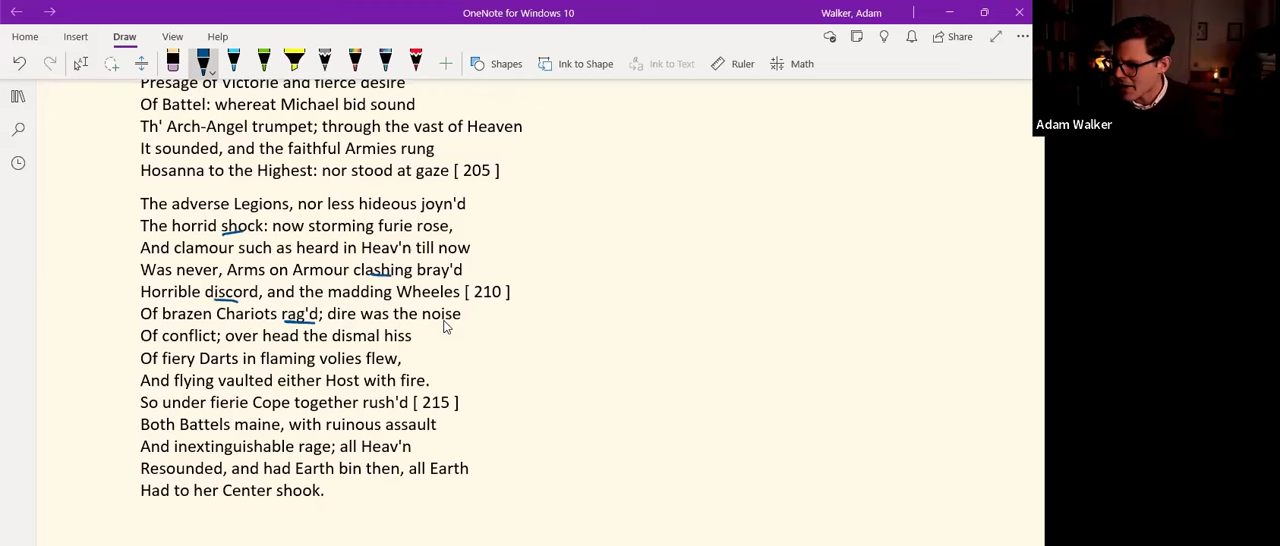 OneNote for Windows 10
Walker, Adam
Home
Insert
Draw
View
Help
Share
Shapes
Ink to Shape
Ink to Text
Ruler
Math
Adam Walker
Presage of Victorie and fierce desire
Of Battel: whereat Michael bid sound
Th' Arch-Angel trumpet; through the vast of Heaven
It sounded, and the faithful Armies rung
Hosanna to the Highest: nor stood at gaze [ 205 ]
The adverse Legions, nor less hideous joyn'd
The horrid shock: now storming furie rose,
And clamour such as heard in Heav'n till now
Was never, Arms on Armour clashing bray'd
Horrible discord, and the madding Wheeles [ 210 ]
Of brazen Chariots rag'd; dire was the noise
Of conflict; over head the dismal hiss
Of fiery Darts in flaming volies flew,
And flying vaulted either Host with fire.
So under fierie Cope together rush'd [ 215 ]
Both Battels maine, with ruinous assault
And inextinguishable rage; all Heav'n
Resounded, and had Earth bin then, all Earth
Had to her Center shook.